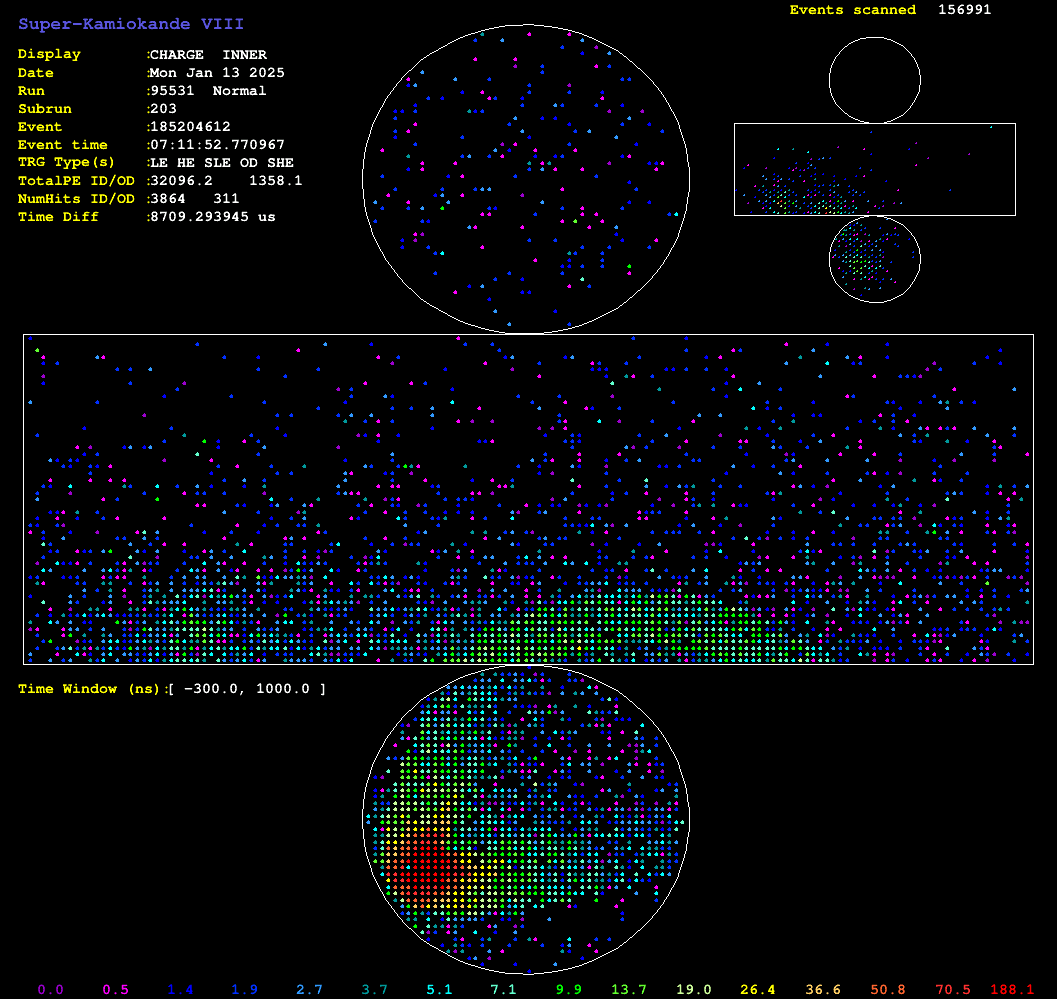 Super-Kamiokande VIII
Events scanned 156991
Display :CHARGE INNER
Date :Mon Jan 13 2025
Run :95531 Normal
Subrun :203
Event :185204612
Event time :07:11:52.770967
TRG Type(s) :LE HE SLE OD SHE
TotalPE ID/OD :32096.2 1358.1
NumHits ID/OD :3864 311
Time Diff :8709.293945 us
Time Window (ns):[ -300.0, 1000.0 ]
0.0 0.5 1.4 1.9 2.7 3.7 5.1 7.1 9.9 13.7 19.0 26.4 36.6 50.8 70.5 188.1